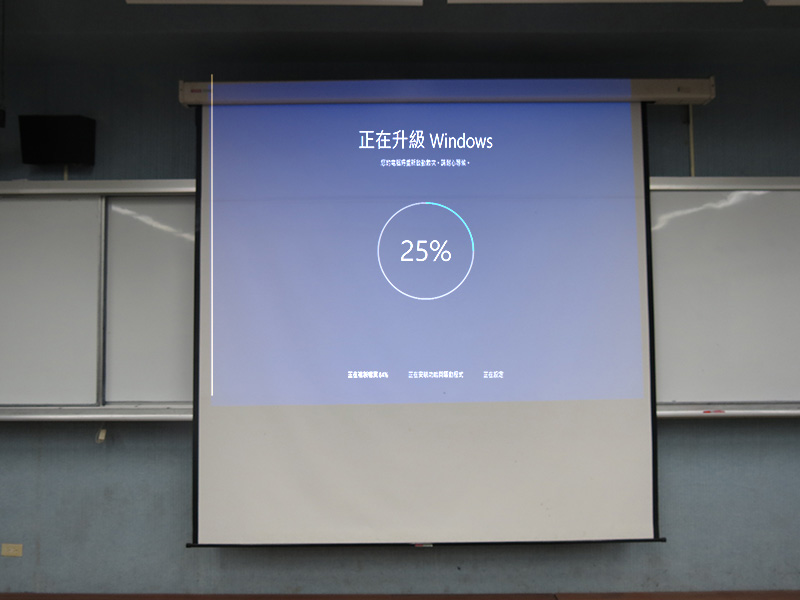 正在升級 Windows
您的電腦將重新啟動數次。請耐心等候。
25%
正在複製檔案 84%
正在安裝功能與驅動程式
正在設定